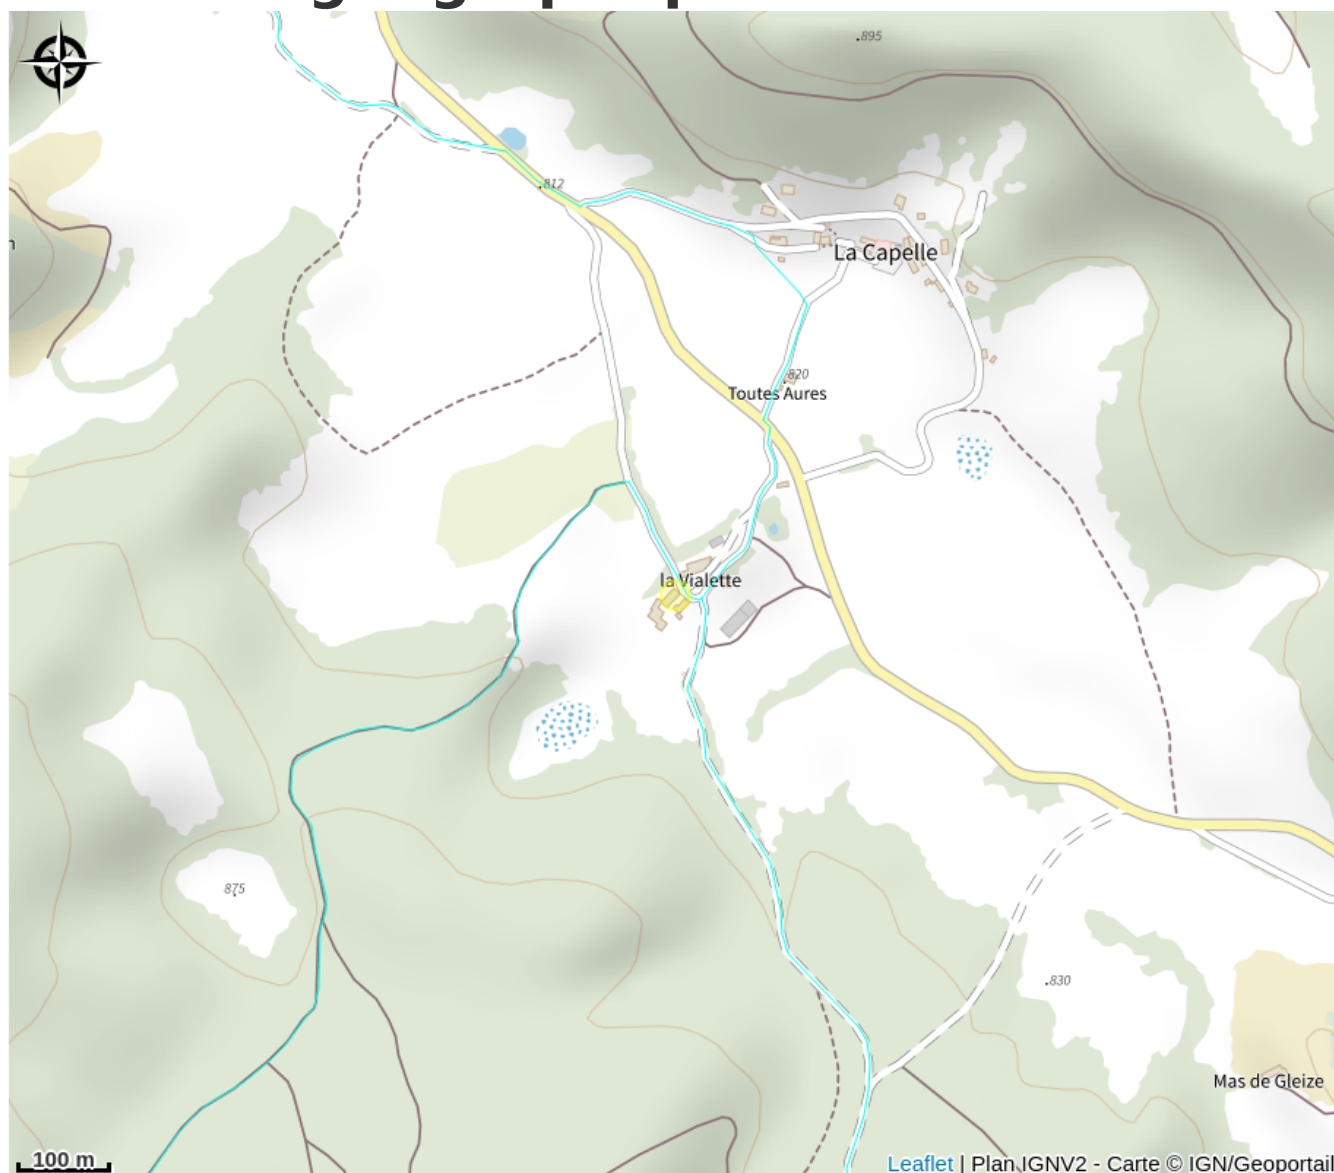 895
812
La Capelle
820
Toutes Aures
la Vialette
875
830
Mas de Gleize
100 m
Leaflet | Plan IGNV2 - Carte © IGN/Geoportail